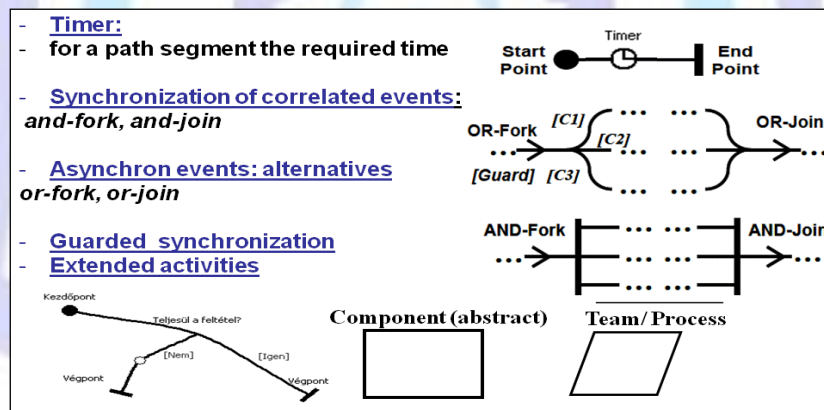 - Timer:
- for a path segment the required time
- Synchronization of correlated events:
and-fork, and-join
- Asynchron events: alternatives
or-fork, or-join
- Guarded synchronization
- Extended activities
Timer
Start
Point
End
Point
OR-Fork
[C1]
... ...
OR-Join
...
[C2]
... ...
...
[Guard]
[C3]
... ...
AND-Fork
... ...
AND-Join
...
... ...
...
... ...
Kezdőpont
Teljesül a feltétel?
[Nem]
[Igen]
Végpont
Végpont
Component (abstract)
Team/ Process